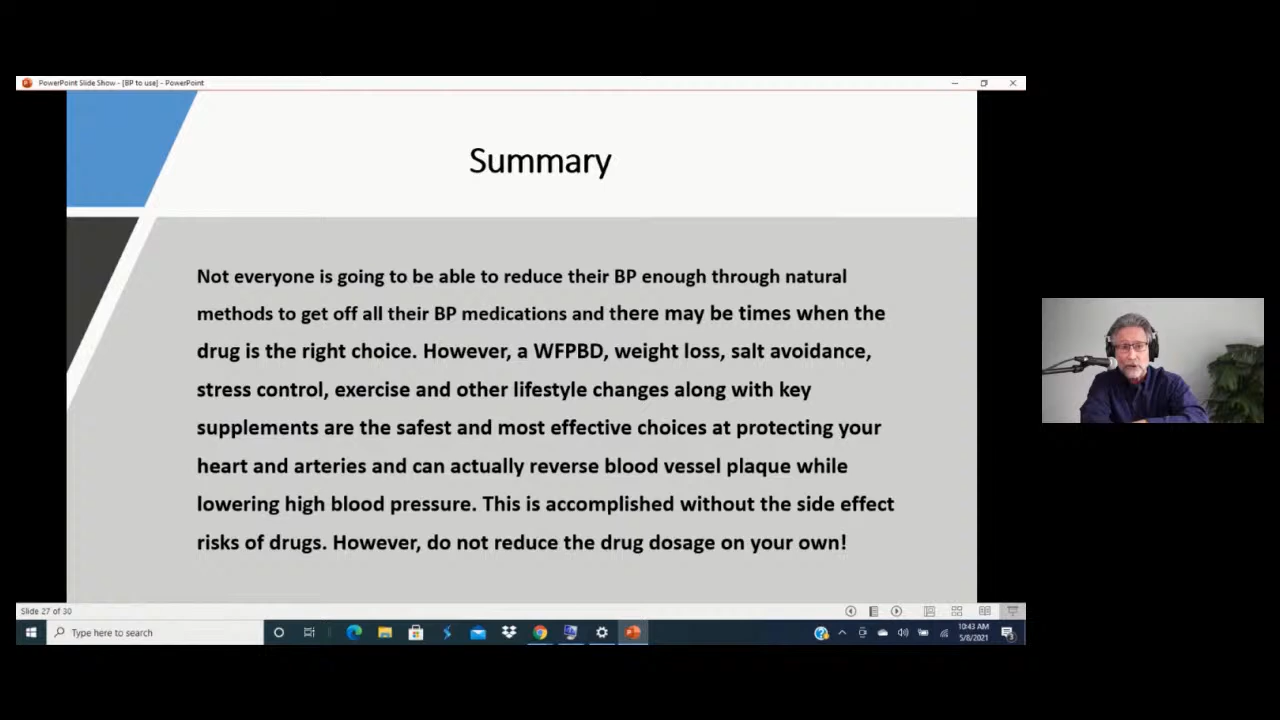 PowerPoint Slide Show - [BP to use] - PowerPoint
Summary
Not everyone is going to be able to reduce their BP enough through natural
methods to get off all their BP medications and there may be times when the
drug is the right choice. However, a WFPBD, weight loss, salt avoidance,
stress control, exercise and other lifestyle changes along with key
supplements are the safest and most effective choices at protecting your
heart and arteries and can actually reverse blood vessel plaque while
lowering high blood pressure. This is accomplished without the side effect
risks of drugs. However, do not reduce the drug dosage on your own!
Slide 27 of 30
Type here to search
10:43 AM
5/8/2021